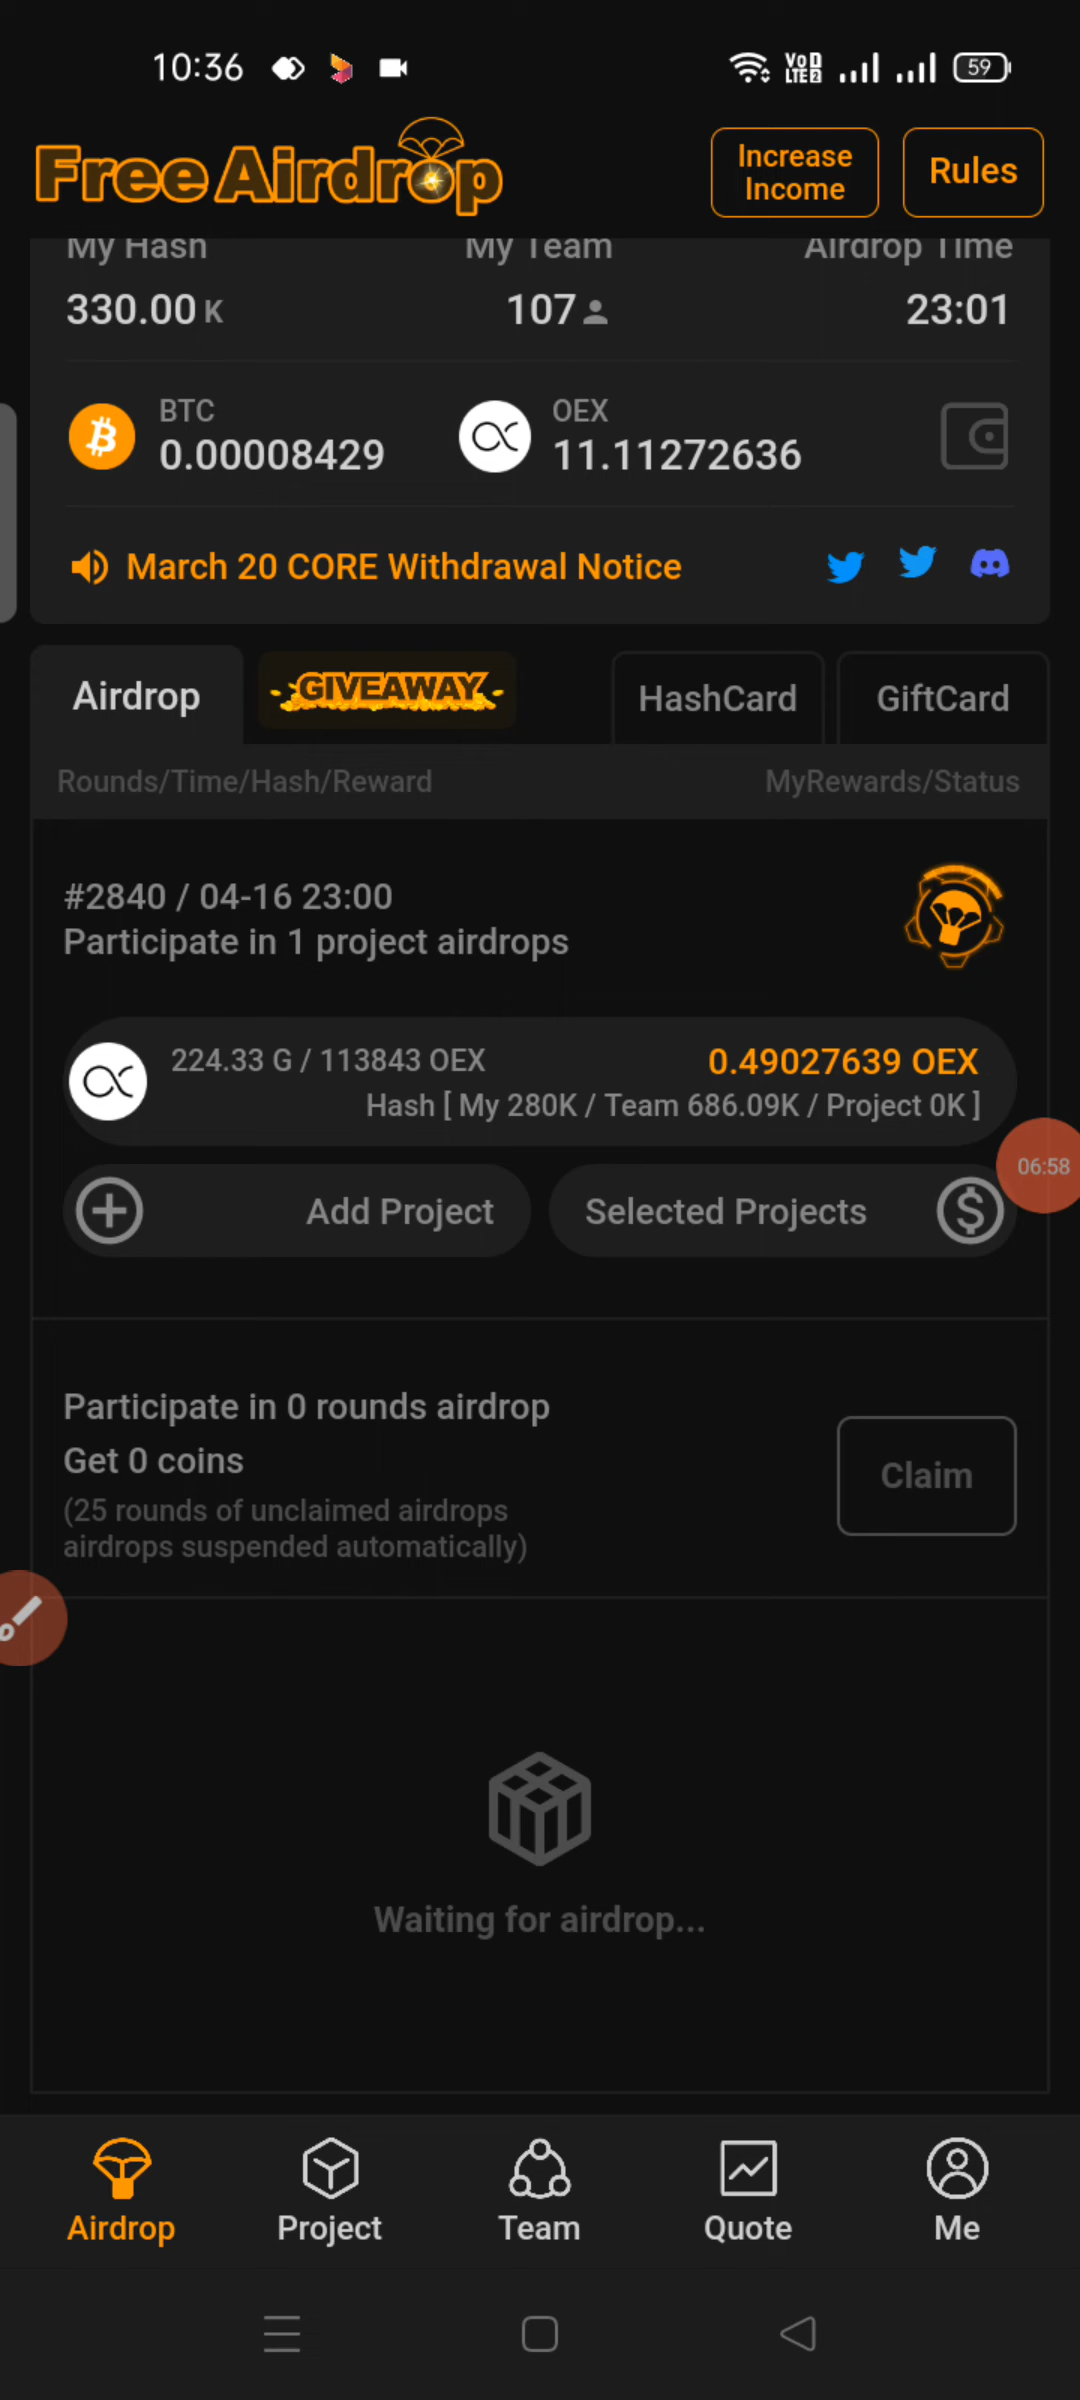 10:36
Vo)) LTE2
59
Free Airdrop
Increase
Income
Rules
My Hash
My Team
Airdrop Time
330.00 K
107
23:01
BTC
0.00008429
OEX
11.11272636
March 20 CORE Withdrawal Notice
Airdrop
GIVEAWAY
HashCard
GiftCard
Rounds/Time/Hash/Reward
MyRewards/Status
#2840 / 04-16 23:00
Participate in 1 project airdrops
224.33 G / 113843 OEX
0.49027639 OEX
Hash [ My 280K / Team 686.09K / Project 0K ]
06:58
Add Project
Selected Projects
Participate in 0 rounds airdrop
Get 0 coins
(25 rounds of unclaimed airdrops
airdrops suspended automatically)
Claim
Waiting for airdrop...
Airdrop
Project
Team
Quote
Me